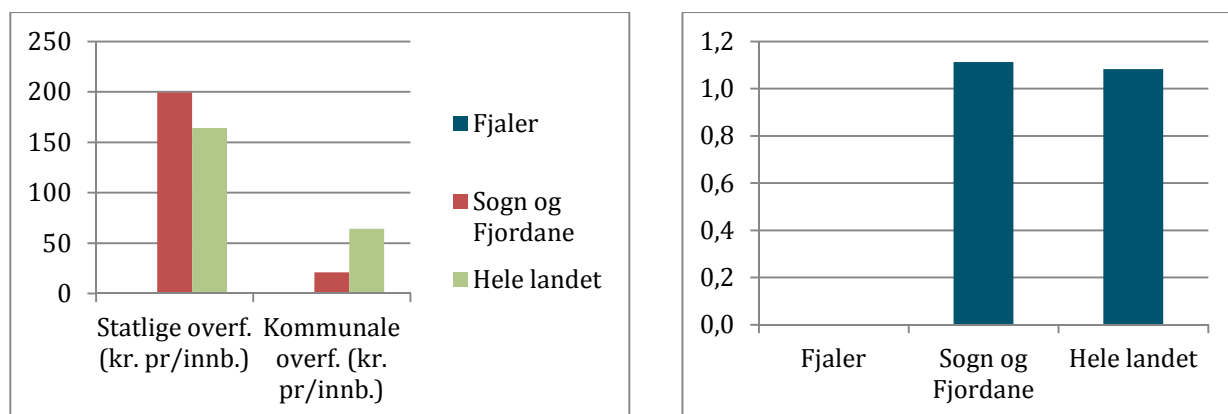 250
200
150
100
50
0
Statlige overf.
(kr. pr/innb.)
Kommunale
overf. (kr.
pr/innb.)
Fjaler
Sogn og
Fjordane
Hele landet
1,2
1,0
0,8
0,6
0,4
0,2
0,0
Fjaler
Sogn og
Fjordane
Hele landet